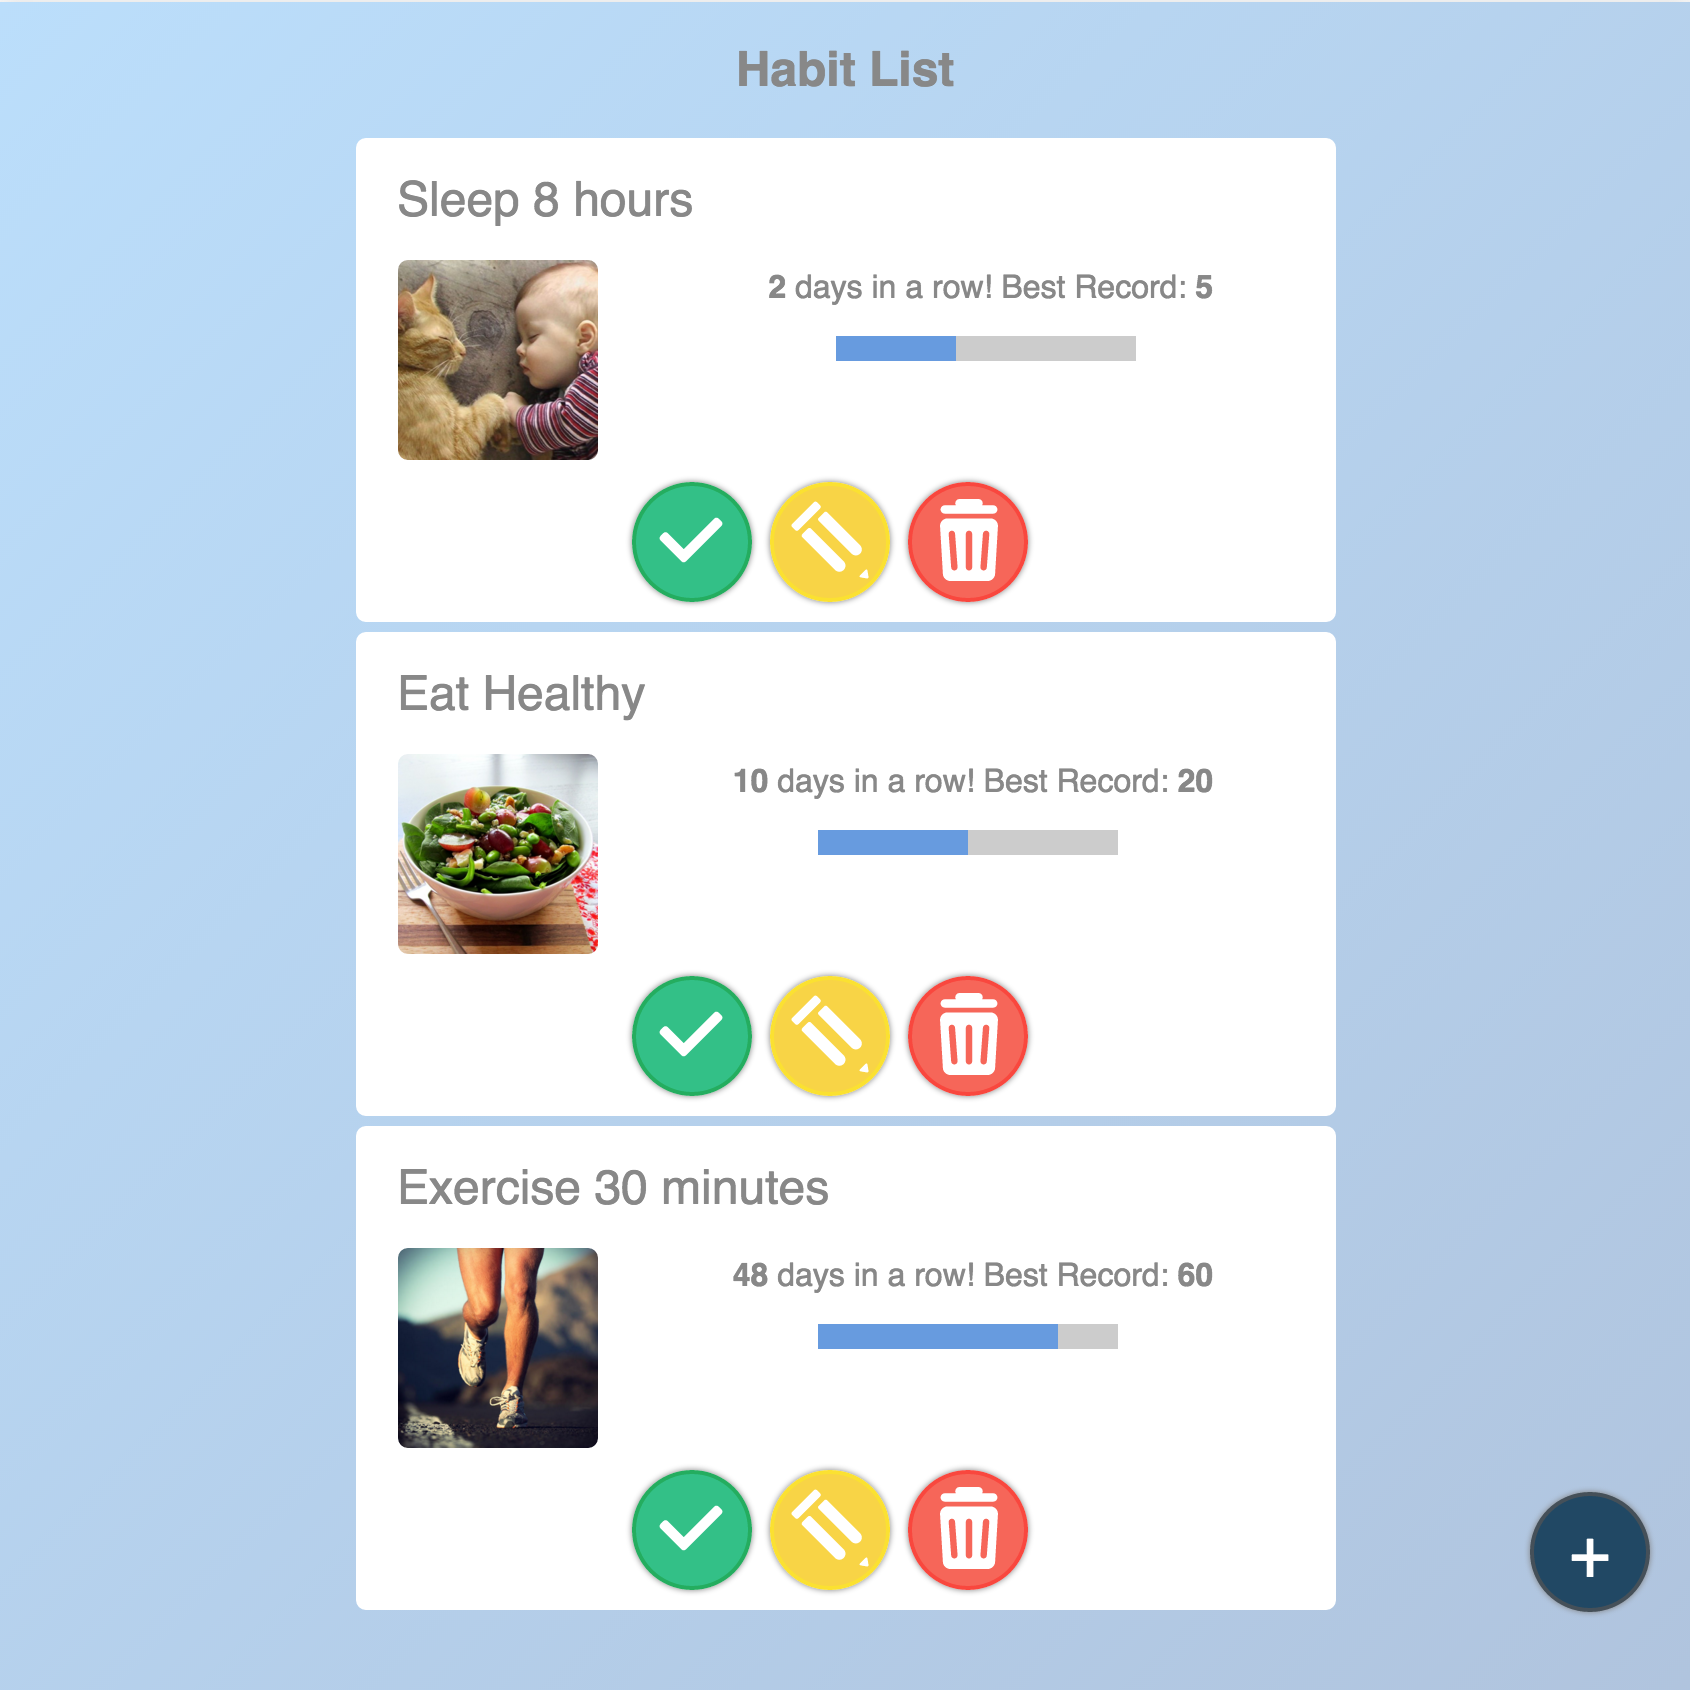 Habit List
Sleep 8 hours
2 days in a row! Best Record: 5
Eat Healthy
10 days in a row! Best Record: 20
Exercise 30 minutes
48 days in a row! Best Record: 60
+